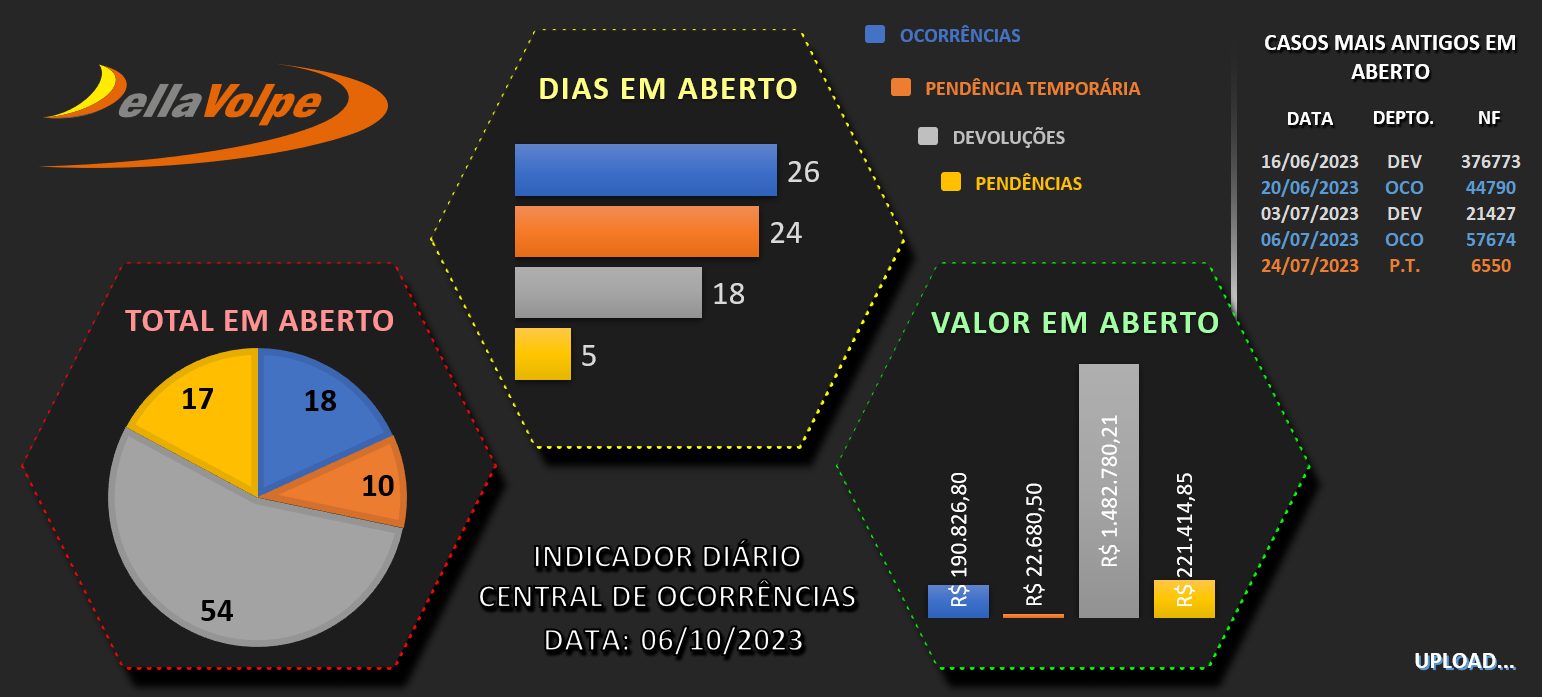 ellaVolpe
DIAS EM ABERTO
26
24
18
5
OCORRÊNCIAS
PENDÊNCIA TEMPORÁRIA
DEVOLUÇÕES
PENDÊNCIAS
CASOS MAIS ANTIGOS EM
ABERTO
DATA DEPTO. NF
16/06/2023 DEV 376773
20/06/2023 OCO 44790
03/07/2023 DEV 21427
06/07/2023 OCO 57674
24/07/2023 P.T. 6550
TOTAL EM ABERTO
17
18
10
54
VALOR EM ABERTO
R$ 190.826,80
R$ 22.680,50
R$ 1.482.780,21
R$ 221.414,85
INDICADOR DIÁRIO
CENTRAL DE OCORRÊNCIAS
DATA: 06/10/2023
UPLOAD...